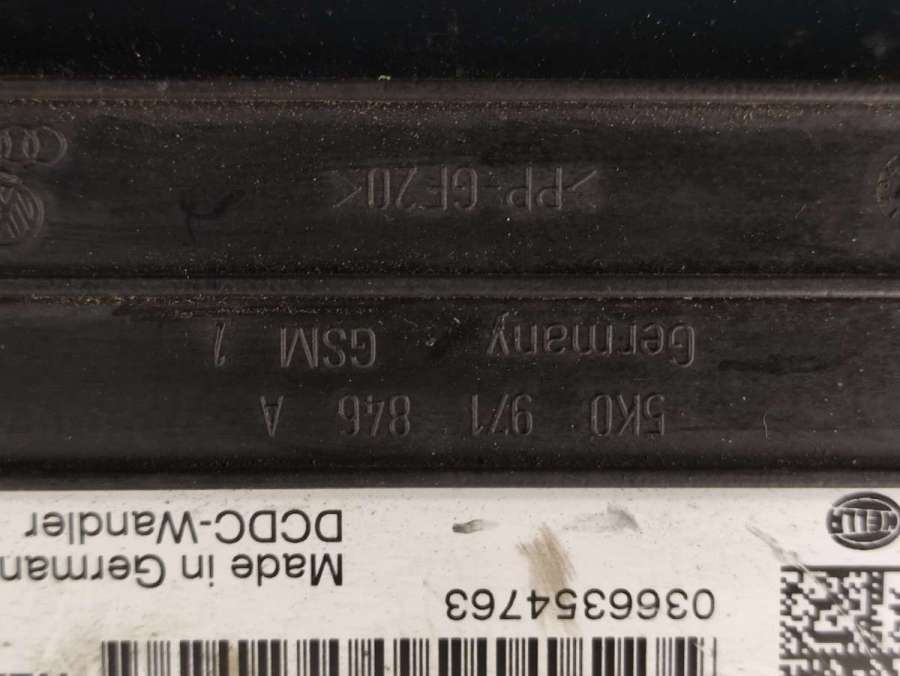 0366354763
Made in German
DCDC-Wandler
HELLA
5K0 971 846 A
Germany GSM 1
>PP-GF20<